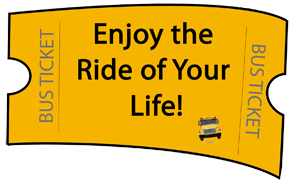 BUS TICKET
Enjoy the
Ride of Your
Life!
BUS TICKET